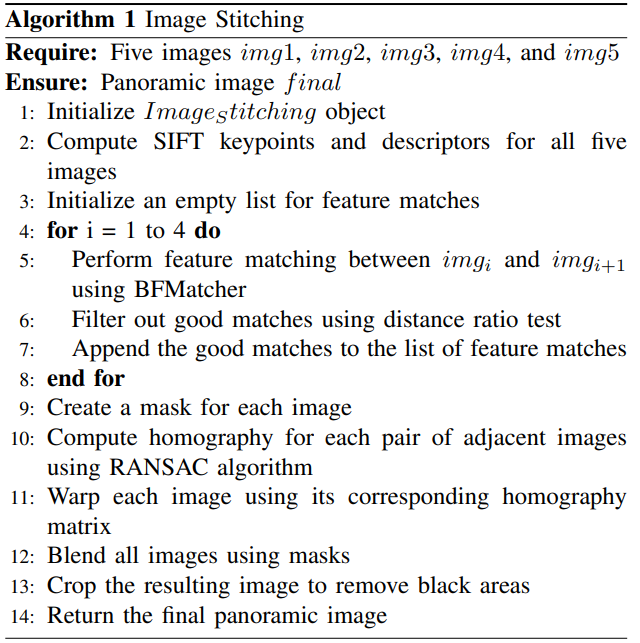 Algorithm 1 Image Stitching
Require: Five images img1, img2, img3, img4, and img5
Ensure: Panoramic image final
1: Initialize Image_Stitching object
2: Compute SIFT keypoints and descriptors for all five
images
3: Initialize an empty list for feature matches
4: for i = 1 to 4 do
5: Perform feature matching between img_i and img_{i+1}
using BFMatcher
6: Filter out good matches using distance ratio test
7: Append the good matches to the list of feature matches
8: end for
9: Create a mask for each image
10: Compute homography for each pair of adjacent images
using RANSAC algorithm
11: Warp each image using its corresponding homography
matrix
12: Blend all images using masks
13: Crop the resulting image to remove black areas
14: Return the final panoramic image